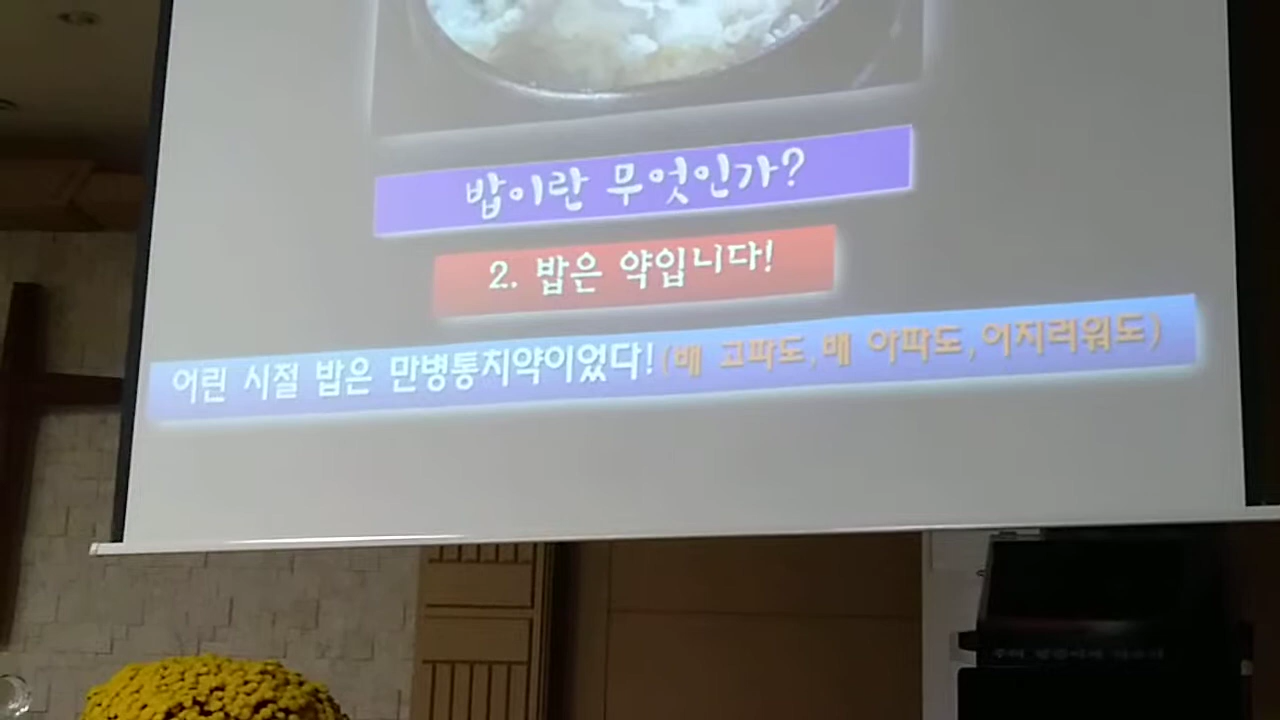 밥이란 무엇인가?
2. 밥은 약입니다!
어린 시절 밥은 만병통치약이었다!(배 고파도,배 아파도,어지러워도)